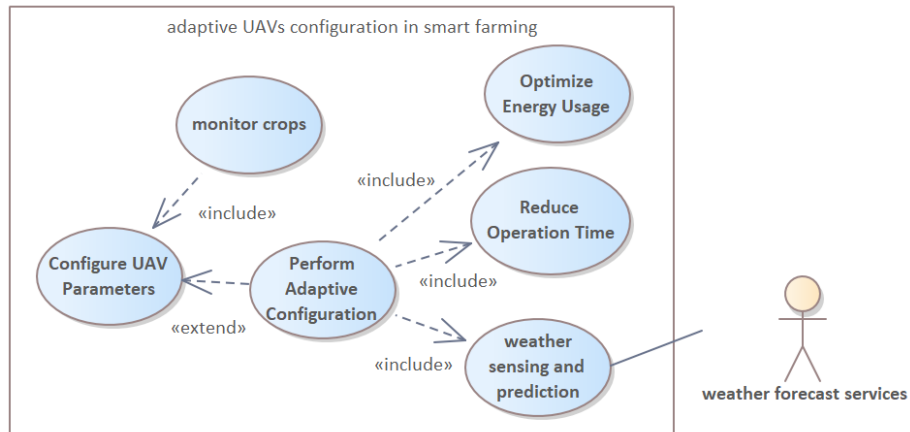 adaptive UAVs configuration in smart farming
Optimize
Energy Usage
monitor crops
«include»
«include»
Reduce
Operation Time
Configure UAV
Parameters
Perform
Adaptive
Configuration
«include»
«extend»
weather
sensing and
prediction
«include»
weather forecast services